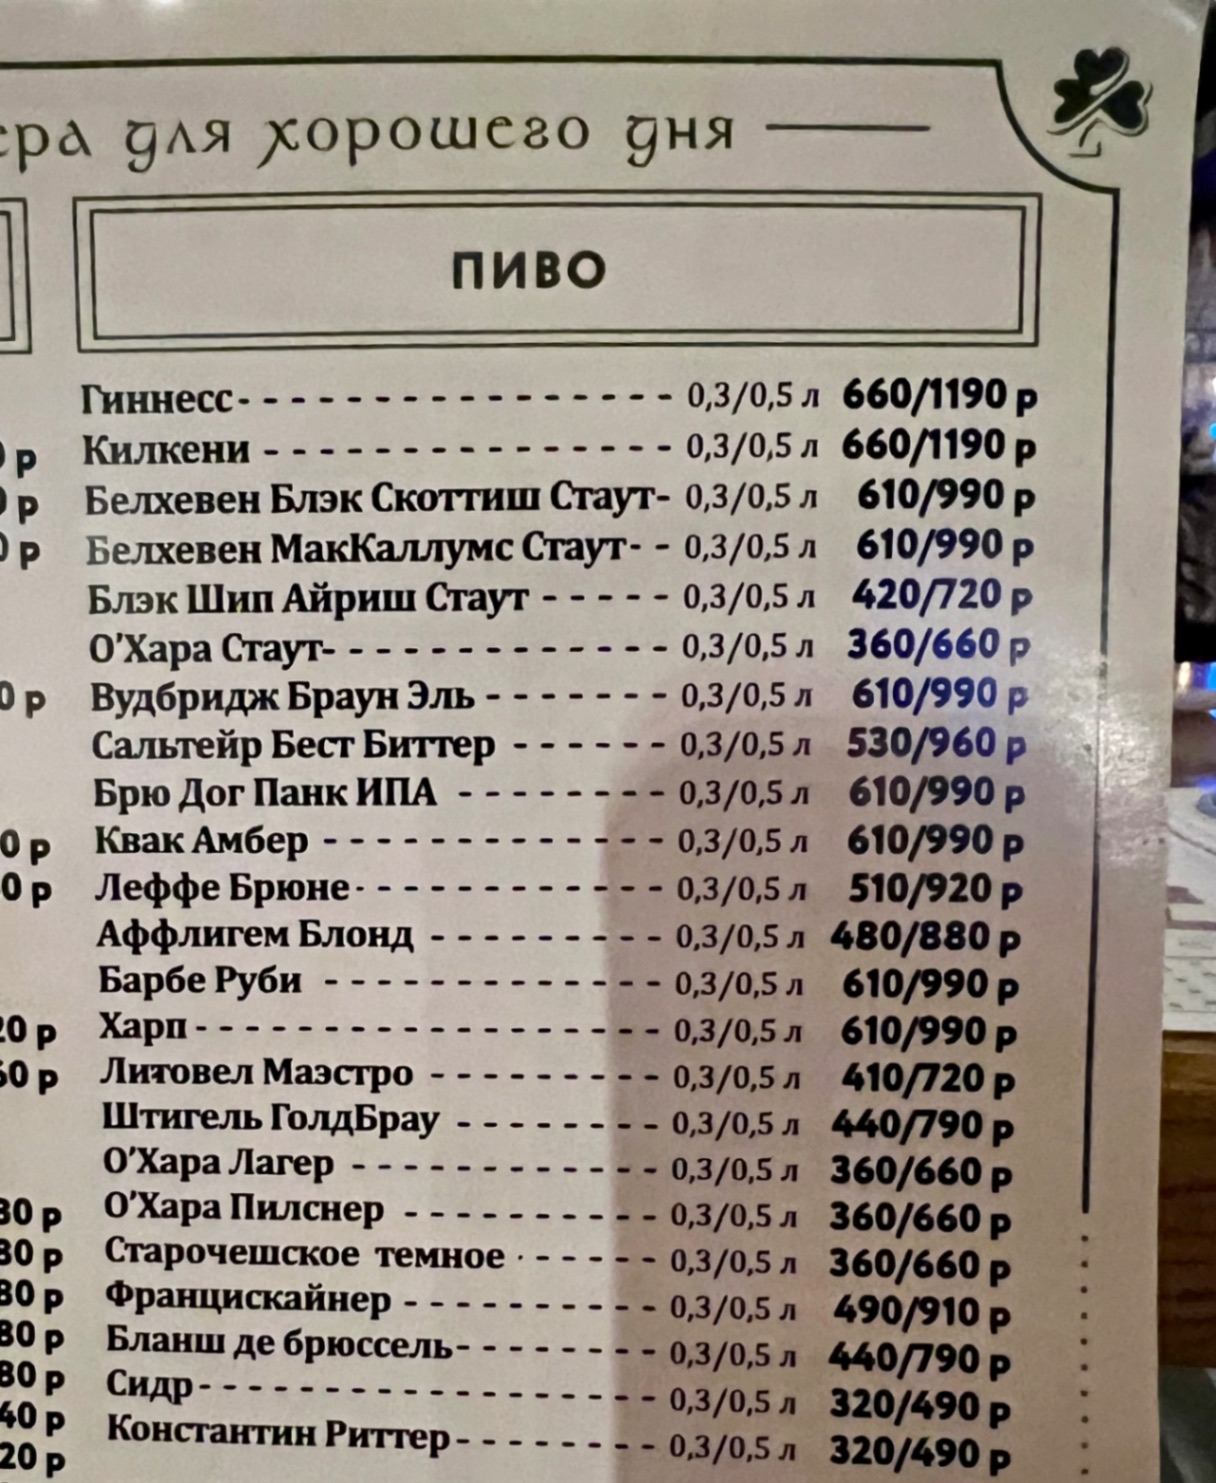 для хорошего дня
ПИВО
Гиннесс 0,3/0,5 л 660/1190 р
Килкени 0,3/0,5 л 660/1190 р
Белхевен Блэк Скоттиш Стаут 0,3/0,5 л 610/990 р
Белхевен МакКаллумс Стаут 0,3/0,5 л 610/990 р
Блэк Шип Айриш Стаут 0,3/0,5 л 420/720 р
О'Хара Стаут 0,3/0,5 л 360/660 р
Вудбридж Браун Эль 0,3/0,5 л 610/990 р
Сальтейр Бест Биттер 0,3/0,5 л 530/960 р
Брю Дог Панк ИПА 0,3/0,5 л 610/990 р
Квак Амбер 0,3/0,5 л 610/990 р
Леффе Брюне 0,3/0,5 л 510/920 р
Аффлигем Блонд 0,3/0,5 л 480/880 р
Барбе Руби 0,3/0,5 л 610/990 р
Харп 0,3/0,5 л 610/990 р
Литовел Маэстро 0,3/0,5 л 410/720 р
Штигель ГолдБрау 0,3/0,5 л 440/790 р
О'Хара Лагер 0,3/0,5 л 360/660 р
О'Хара Пилснер 0,3/0,5 л 360/660 р
Старочешское темное 0,3/0,5 л 360/660 р
Францискайнер 0,3/0,5 л 490/910 р
Бланш де брюссель 0,3/0,5 л 440/790 р
Сидр 0,3/0,5 л 320/490 р
Константин Риттер 0,3/0,5 л 320/490 р